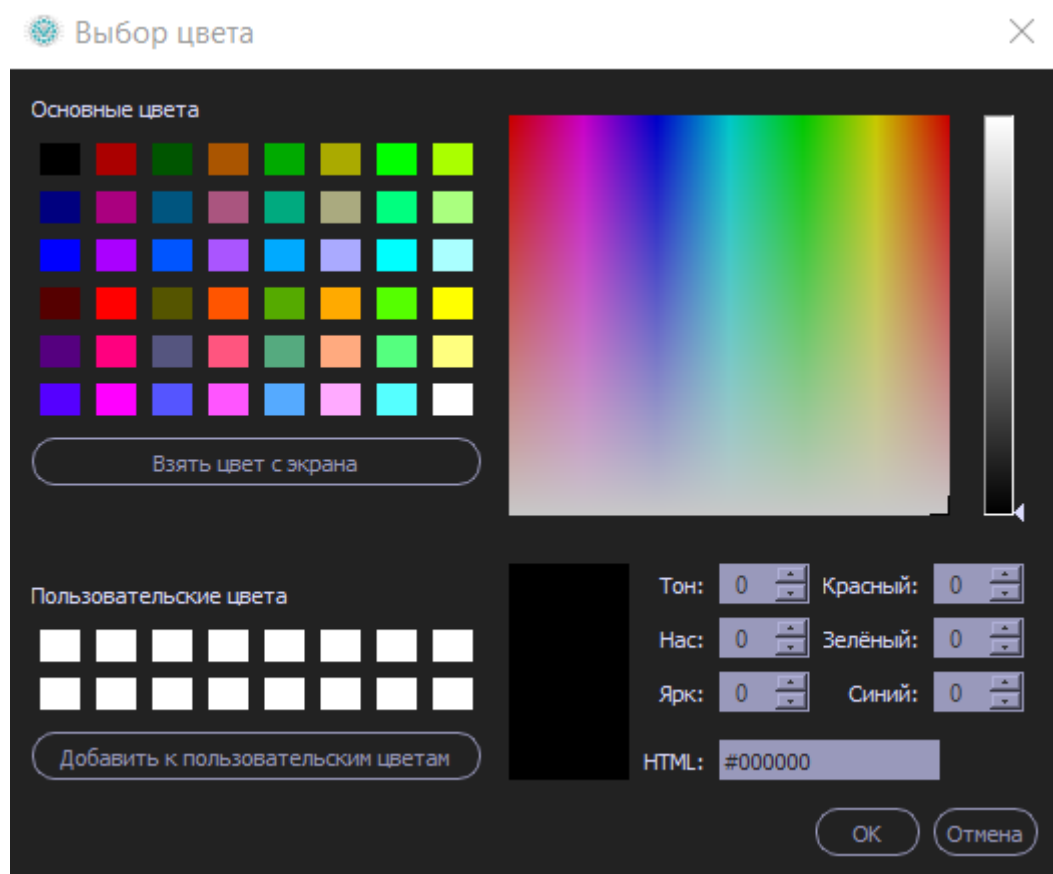 Выбор цвета
Основные цвета
Взять цвет с экрана
Пользовательские цвета
Добавить к пользовательским цветам
Тон: 0 Красный: 0
Нас: 0 Зелёный: 0
Ярк: 0 Синий: 0
HTML: #000000
OK Отмена